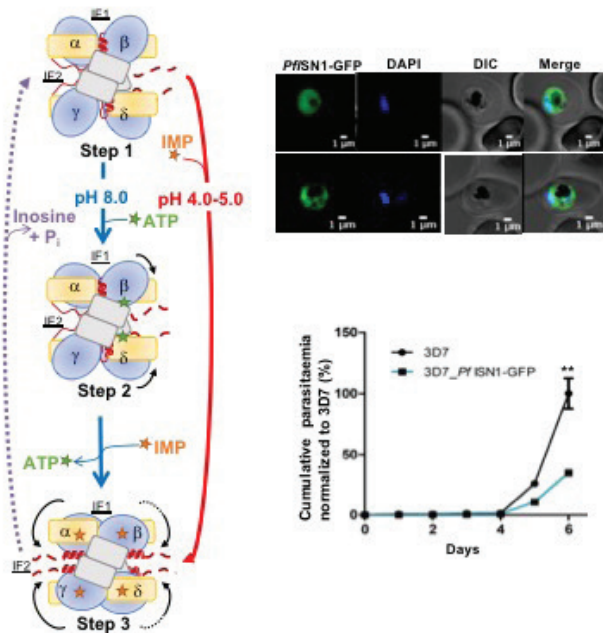 IF1
α β
IF2
γ δ
Step 1
IMP
pH 8.0
pH 4.0-5.0
ATP
Inosine
+ Pi
IF1
α β
IF2
γ δ
Step 2
ATP
IMP
IF1
α β
IF2
γ δ
Step 3
PfISN1-GFP DAPI DIC Merge
1 µm 1 µm 1 µm 1 µm
1 µm 1 µm 1 µm 1 µm
Cumulative parasitaemia
normalized to 3D7 (%)
150
100
50
0
3D7
3D7_Pf ISN1-GFP
**
0 2 4 6
Days